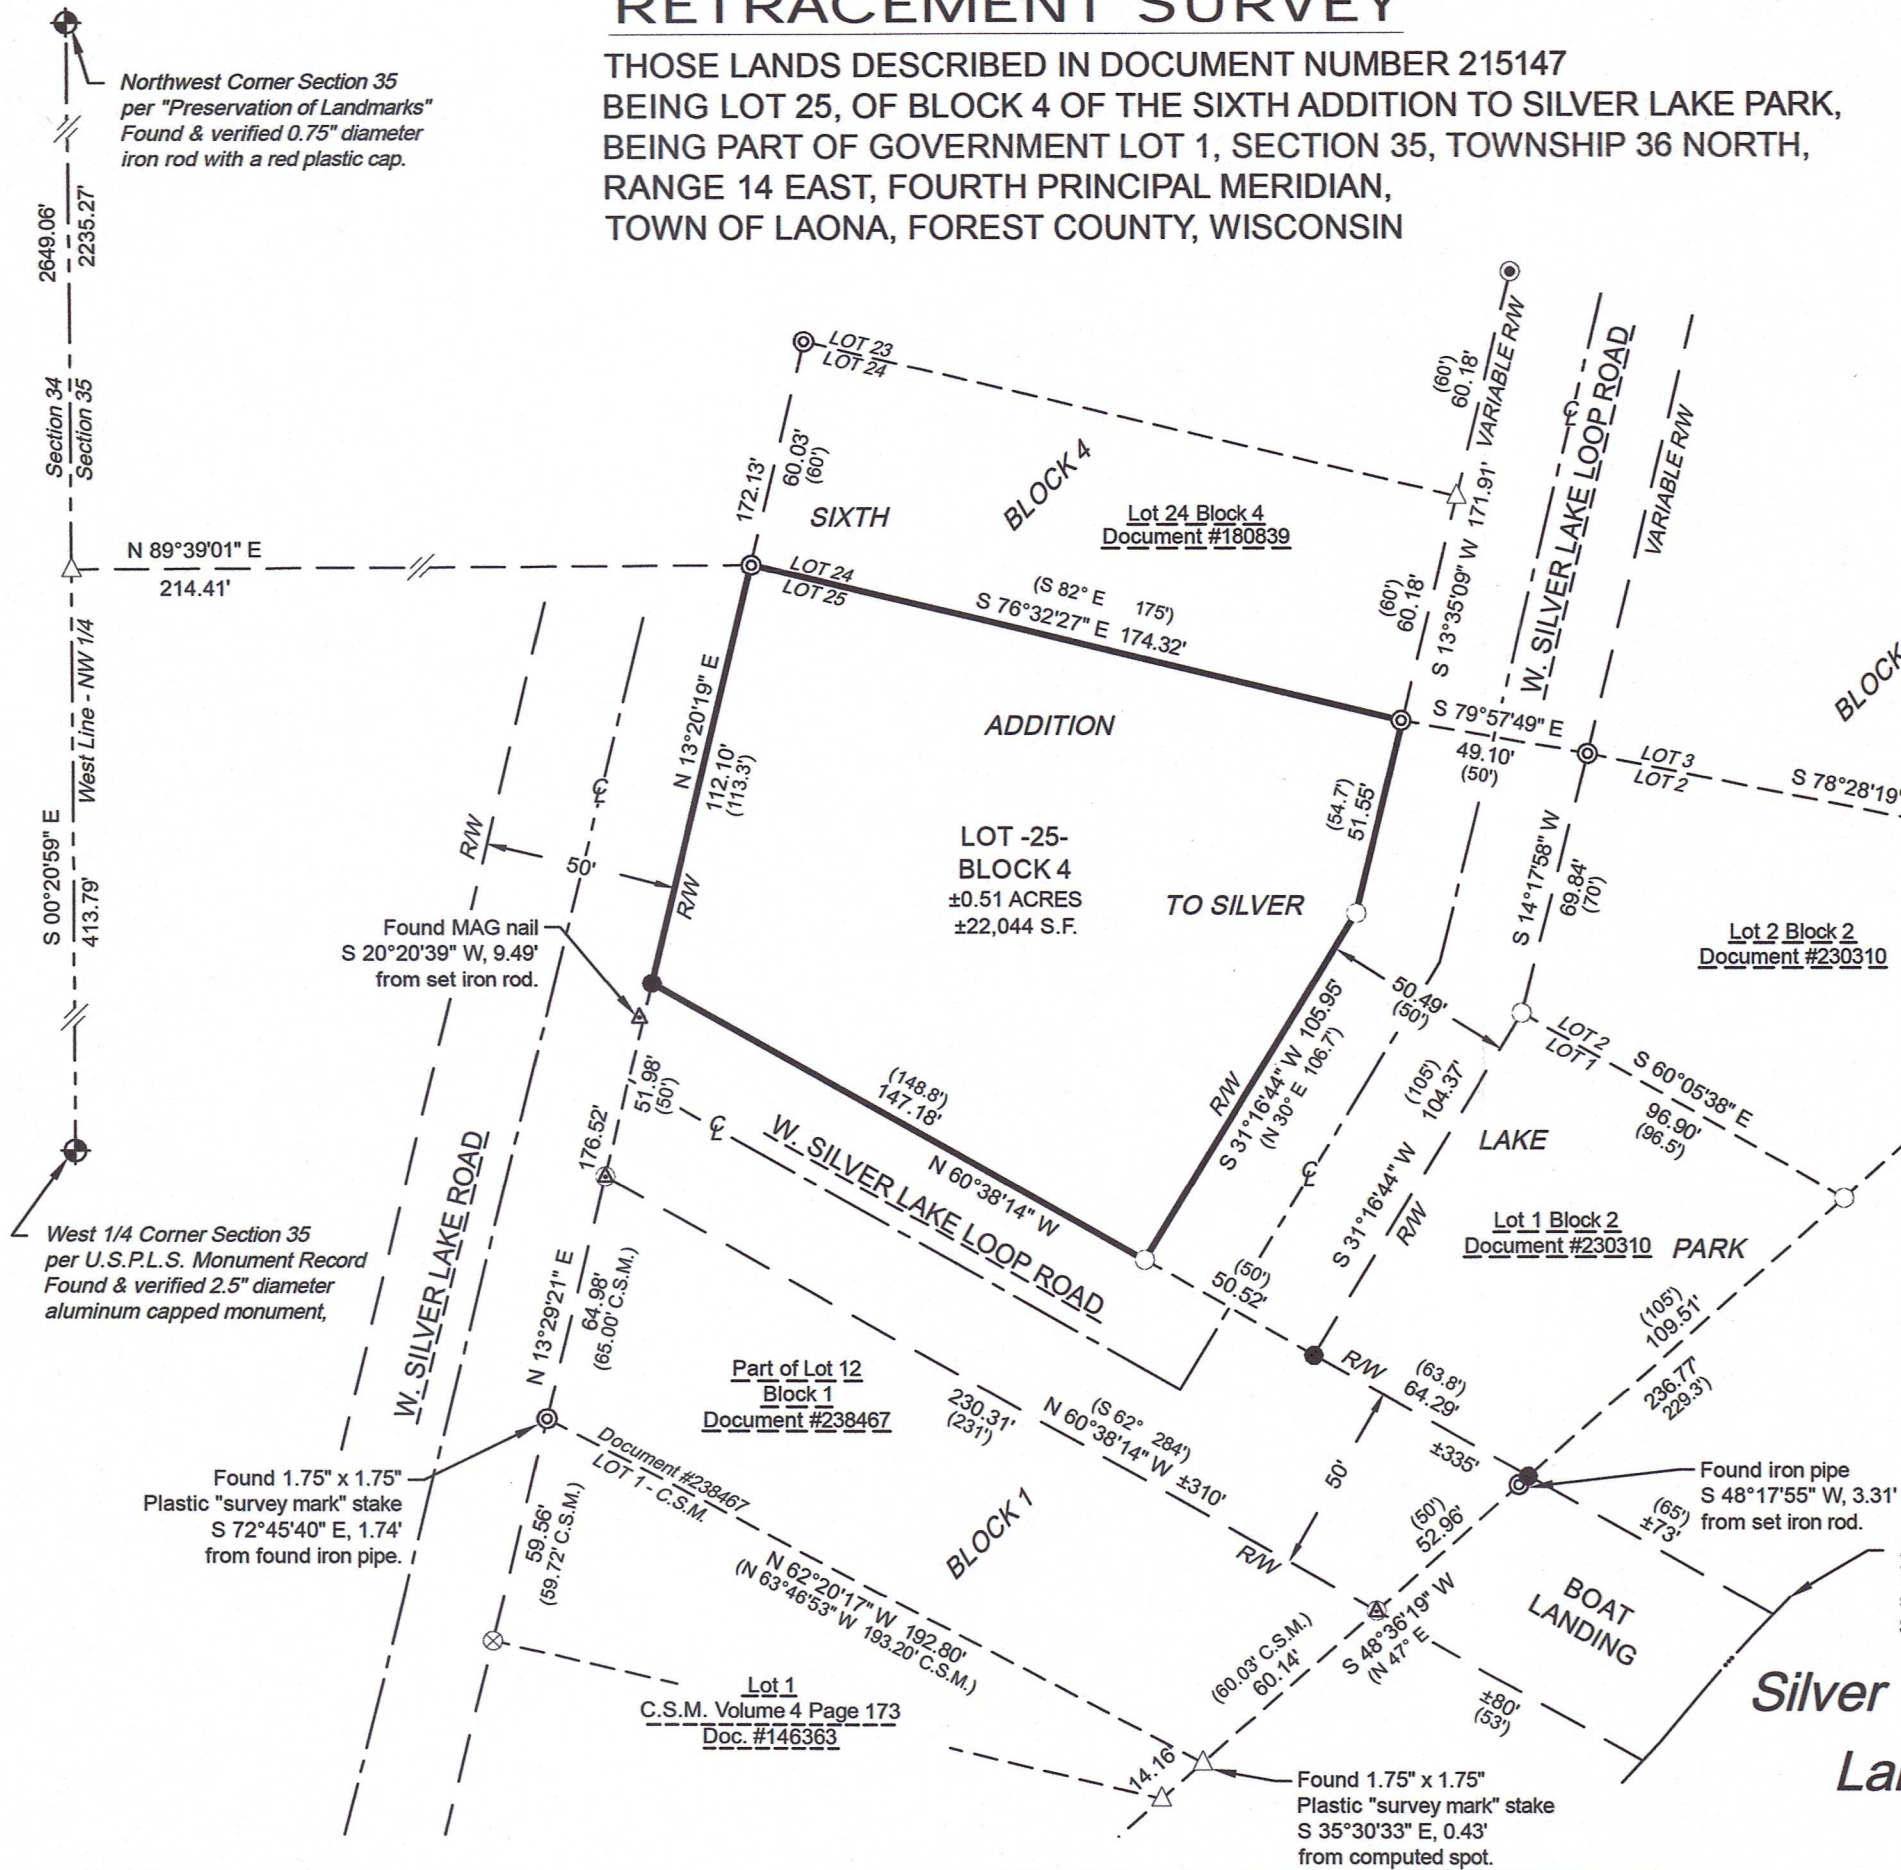 RETRACEMENT SURVEY
THOSE LANDS DESCRIBED IN DOCUMENT NUMBER 215147
BEING LOT 25, OF BLOCK 4 OF THE SIXTH ADDITION TO SILVER LAKE PARK,
BEING PART OF GOVERNMENT LOT 1, SECTION 35, TOWNSHIP 36 NORTH,
RANGE 14 EAST, FOURTH PRINCIPAL MERIDIAN,
TOWN OF LAONA, FOREST COUNTY, WISCONSIN
Northwest Corner Section 35
per "Preservation of Landmarks"
Found & verified 0.75" diameter
iron rod with a red plastic cap.
2649.06'
2235.27'
Section 34
Section 35
N 89°39'01" E
214.41'
West Line - NW 1/4
S 00°20'59" E
413.79'
West 1/4 Corner Section 35
per U.S.P.L.S. Monument Record
Found & verified 2.5" diameter
aluminum capped monument,
LOT 23
LOT 24
60.03'
(60')
172.13'
SIXTH
BLOCK 4
Lot 24 Block 4
Document #180839
(60')
60.18'
VARIABLE R/W
171.91'
S 13°35'09" W
(60')
60.18'
W. SILVER LAKE LOOP ROAD
VARIABLE R/W
LOT 24
LOT 25
(S 82° E 175')
S 76°32'27" E 174.32'
BLOCK
S 79°57'49" E
49.10'
(50')
LOT 3
LOT 2
S 78°28'19"
N 13°20'19" E
112.10'
(113.3')
ADDITION
(54.7')
51.55'
LOT -25-
BLOCK 4
±0.51 ACRES
±22,044 S.F.
TO SILVER
S 14°17'58" W
69.84'
(70')
Lot 2 Block 2
Document #230310
R/W
50'
R/W
Found MAG nail
S 20°20'39" W, 9.49'
from set iron rod.
50.49'
(50')
S 31°16'44" W 105.95'
(N 30° E 106.7')
R/W
(105')
104.37'
S 31°16'44" W
R/W
LOT 2
LOT 1
S 60°05'38" E
96.90'
(96.5')
LAKE
Lot 1 Block 2
Document #230310
PARK
(148.8')
147.18'
N 60°38'14" W
51.98'
(50')
176.52'
W. SILVER LAKE LOOP ROAD
W. SILVER LAKE ROAD
N 13°29'21" E
64.98'
(65.00' C.S.M.)
(50')
50.52'
R/W
(63.8')
64.29'
±335'
(105')
109.51'
236.77'
229.3')
Part of Lot 12
Block 1
Document #238467
230.31'
(231')
(S 62° 284')
N 60°38'14" W ±310'
50'
R/W
Found 1.75" x 1.75"
Plastic "survey mark" stake
S 72°45'40" E, 1.74'
from found iron pipe.
Document #238467
LOT 1 - C.S.M.
59.56'
(59.72' C.S.M.)
BLOCK 1
N 62°20'17" W 192.80'
(N 63°46'53" W 193.20' C.S.M.)
Found iron pipe
S 48°17'55" W, 3.31'
from set iron rod.
(65')
±73'
(50')
52.96'
S 48°36'19" W
(N 47° E
(60.03' C.S.M.)
60.14'
BOAT
LANDING
±80'
(53')
Lot 1
C.S.M. Volume 4 Page 173
Doc. #146363
14.16'
Found 1.75" x 1.75"
Plastic "survey mark" stake
S 35°30'33" E, 0.43'
from computed spot.
Silver
La